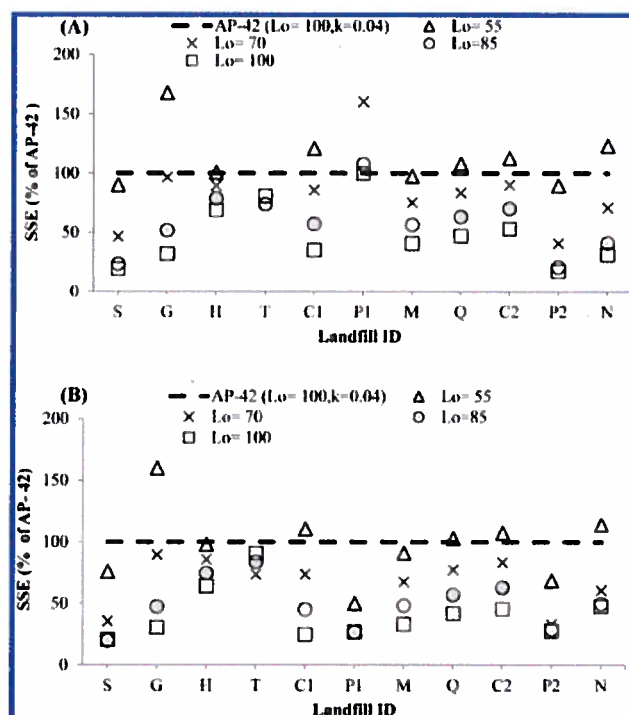 (A)
AP-42 (Lo= 100,k=0.04)
Lo= 55
Lo= 70
Lo=85
Lo= 100
SSE (% of AP-42)
200
150
100
50
0
S G H T C1 P1 M Q C2 P2 N
Landfill ID
(B)
AP-42 (Lo= 100,k=0.04)
Lo= 55
Lo= 70
Lo=85
Lo= 100
SSE (% of AP- 42)
200
150
100
50
0
S G H T C1 P1 M Q C2 P2 N
Landfill ID